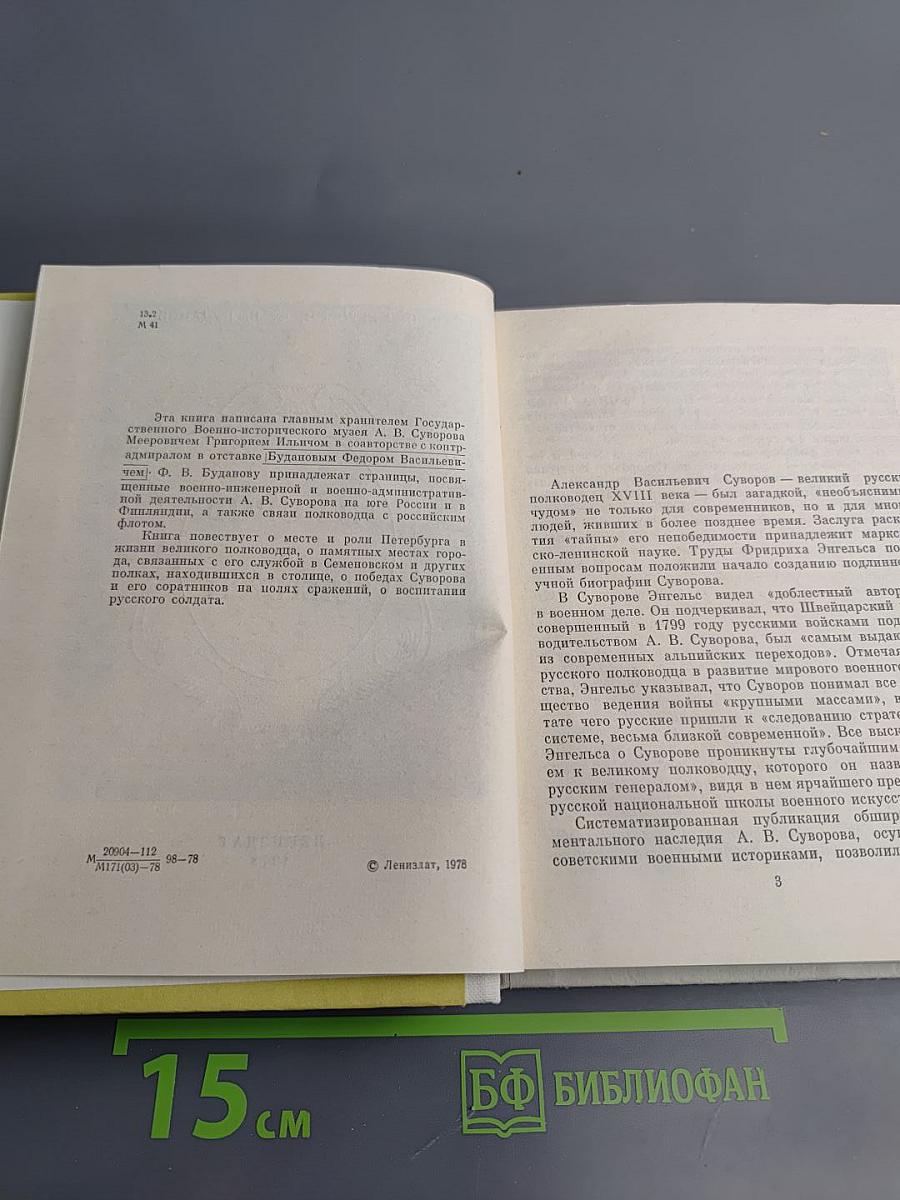 13.2
М 41
Эта книга написана главным хранителем Государ-
ственного Военно-исторического музея А. В. Суворова
Мееровичем Григорием Ильичом в соавторстве с контр-
адмиралом в отставке Будановым Федором Васильеви-
чем. Ф. В. Буданову принадлежат страницы, посвя-
щенные военно-инженерной и военно-административ-
ной деятельности А. В. Суворова на юге России и в
Финляндии, а также связи полководца с российским
флотом.
Книга повествует о месте и роли Петербурга в
жизни великого полководца, о памятных местах горо-
да, связанных с его службой в Семеновском и других
полках, находившихся в столице, о победах Суворова
и его соратников на полях сражений, о воспитании
русского солдата.
М 20904—112 98—78
М171(03)—78
© Лениздат, 1978
Александр Васильевич Суворов — великий русск
полководец XVIII века — был загадкой, «необъясним
чудом» не только для современников, но и для мно
людей, живших в более позднее время. Заслуга раск
тия «тайны» его непобедимости принадлежит маркс
ско-ленинской науке. Труды Фридриха Энгельса по
енным вопросам положили начало созданию подлинно
учной биографии Суворова.
В Суворове Энгельс видел «доблестный автор
в военном деле. Он подчеркивал, что Швейцарский
совершенный в 1799 году русскими войсками под
водительством А. В. Суворова, был «самым выдаю
из современных альпийских переходов». Отмечая
русского полководца в развитие мирового военного
ства, Энгельс указывал, что Суворов понимал все
щество ведения войны «крупными массами», в
тате чего русские пришли к «следованию страте
системе, весьма близкой современной». Все выск
Энгельса о Суворове проникнуты глубочайшим
ем к великому полководцу, которого он назв
русским генералом», видя в нем ярчайшего пре
русской национальной школы военного искусст
Систематизированная публикация обшир
ментального наследия А. В. Суворова, осу
советскими военными историками, позволил
3
15 см
БФ БИБЛИОФАН